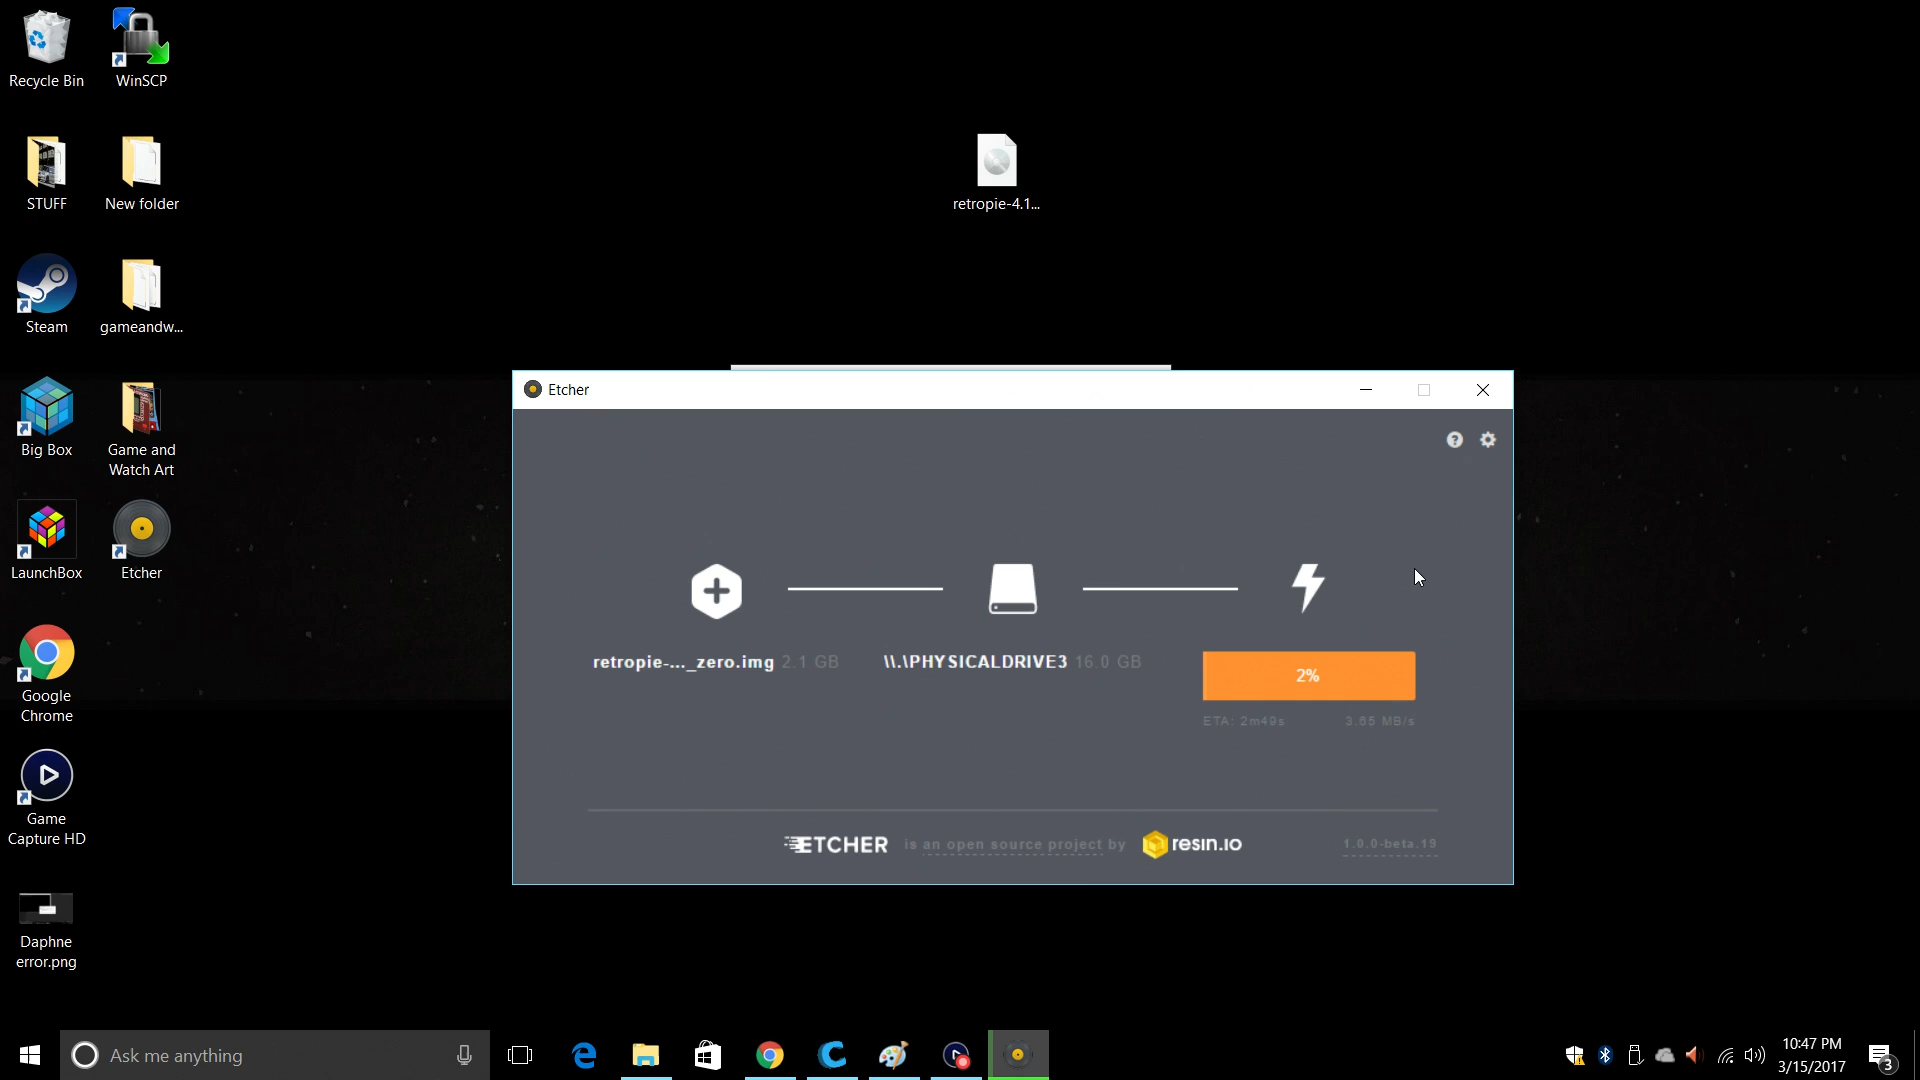 Recycle Bin
WinSCP
STUFF
New folder
retropie-4.1...
Steam
gameandw...
Big Box
Game and
Watch Art
LaunchBox
Etcher
Google
Chrome
Game
Capture HD
Daphne
error.png
Etcher
retropie-..._zero.img 2.1 GB
\\.\PHYSICALDRIVE3 16.0 GB
2%
ETA: 2m49s
3.65 MB/s
ETCHER is an open source project by resin.io
1.0.0-beta.19
Ask me anything
10:47 PM
3/15/2017
3